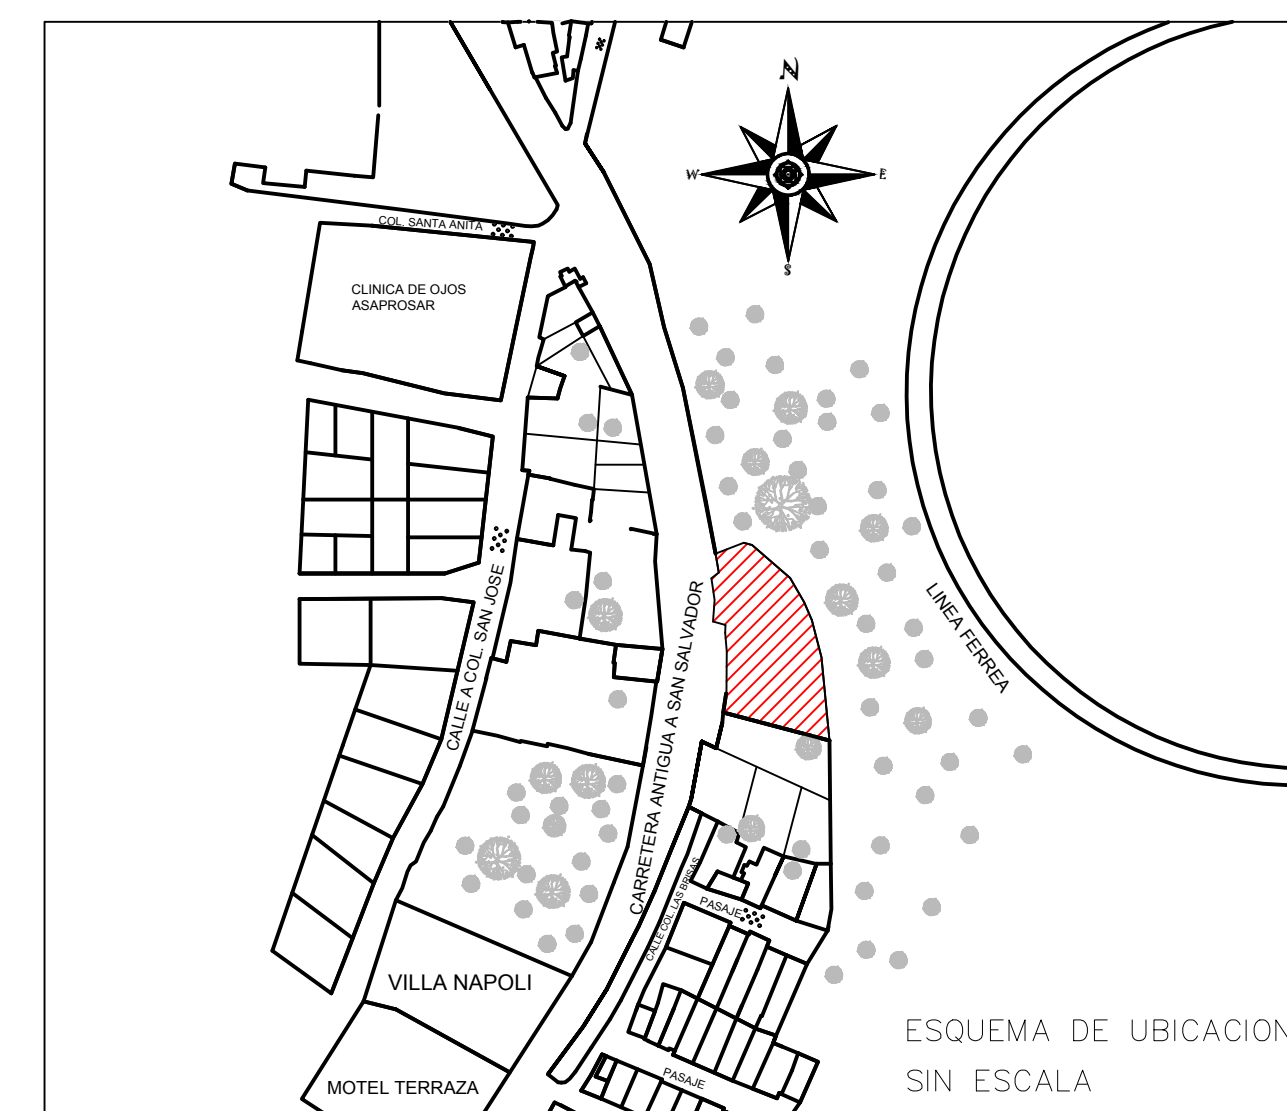 N
W
E
S
COL. SANTA ANITA
CLINICA DE OJOS
ASAPROSAR
CALLE A COL. SAN JOSE
CARRETERA ANTIGUA A SAN SALVADOR
LINEA FERREA
CALLE COL. LAS BRISAS
PASAJE
VILLA NAPOLI
PASAJE
MOTEL TERRAZA
ESQUEMA DE UBICACION
SIN ESCALA